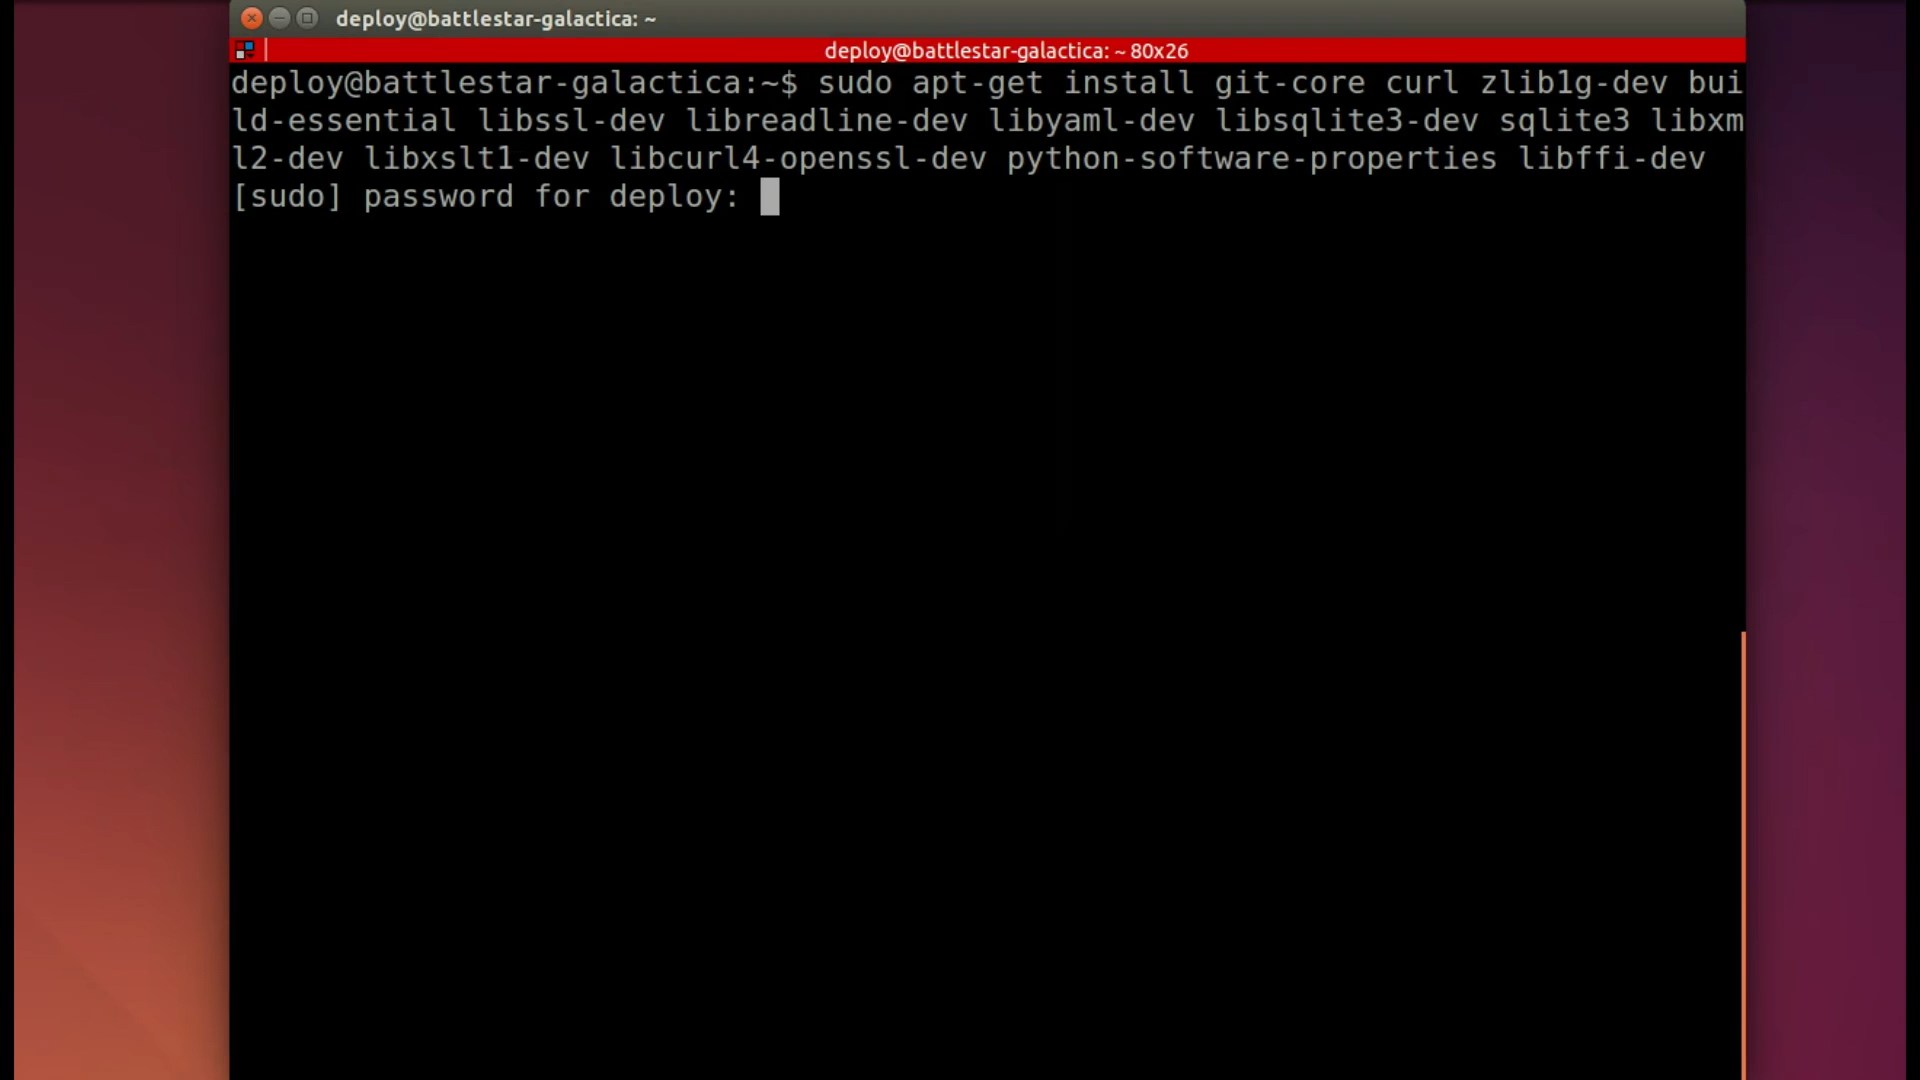 deploy@battlestar-galactica: ~
deploy@battlestar-galactica: ~ 80x26
deploy@battlestar-galactica:~$ sudo apt-get install git-core curl zlib1g-dev bui
ld-essential libssl-dev libreadline-dev libyaml-dev libsqlite3-dev sqlite3 libxm
l2-dev libxslt1-dev libcurl4-openssl-dev python-software-properties libffi-dev
[sudo] password for deploy: